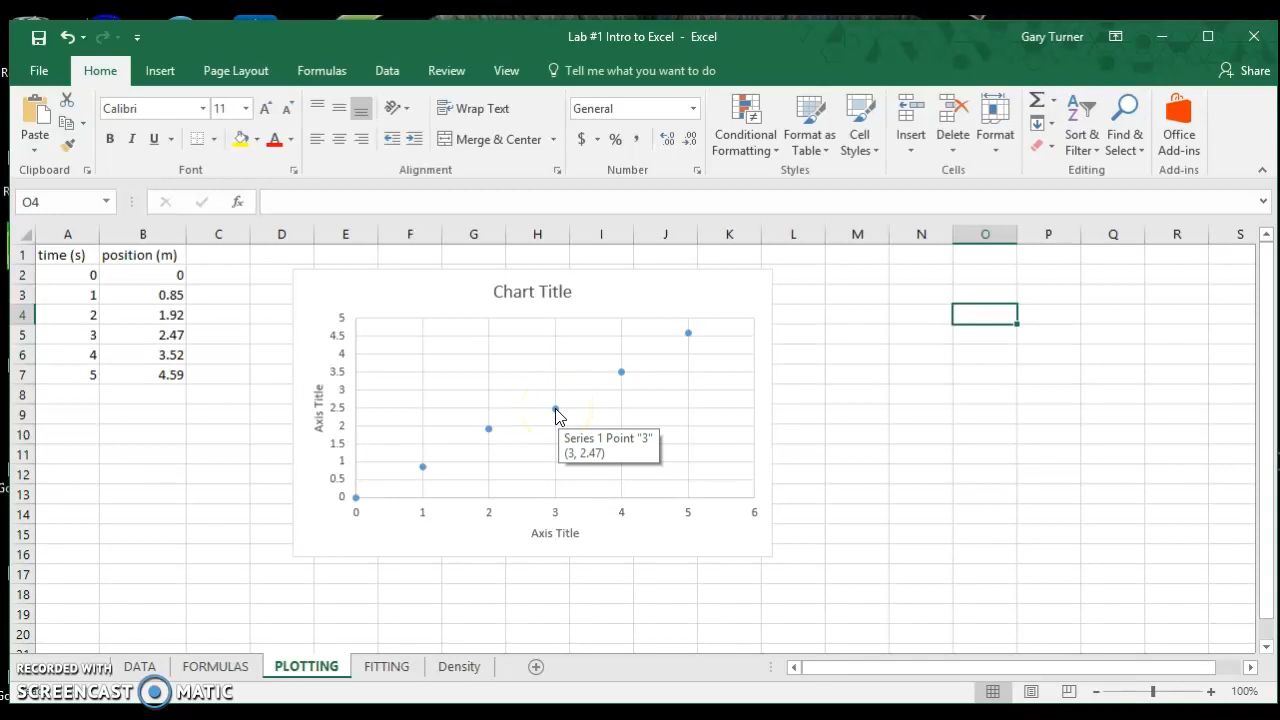 Lab #1 Intro to Excel - Excel
Gary Turner
File Home Insert Page Layout Formulas Data Review View Tell me what you want to do Share
Paste
Calibri 11
Wrap Text
General
Merge & Center
$ % ,
B I U
Conditional Formatting
Format as Table
Cell Styles
Insert
Delete
Format
Sort & Filter
Find & Select
Office Add-ins
Clipboard Font Alignment Number Styles Cells Editing Add-ins
O4 fx
A B C D E F G H I J K L M N O P Q R S
1 time (s) position (m)
2 0 0
3 1 0.85
4 2 1.92
5 3 2.47
6 4 3.52
7 5 4.59
8
9
10
11
12
13
14
15
16
17
18
19
20
Chart Title
5
4.5
4
3.5
3
2.5
2
1.5
1
0.5
0
Axis Title
0 1 2 3 4 5 6
Axis Title
Series 1 Point "3"
(3, 2.47)
DATA FORMULAS PLOTTING FITTING Density
RECORDED WITH
SCREENCAST MATIC
100%